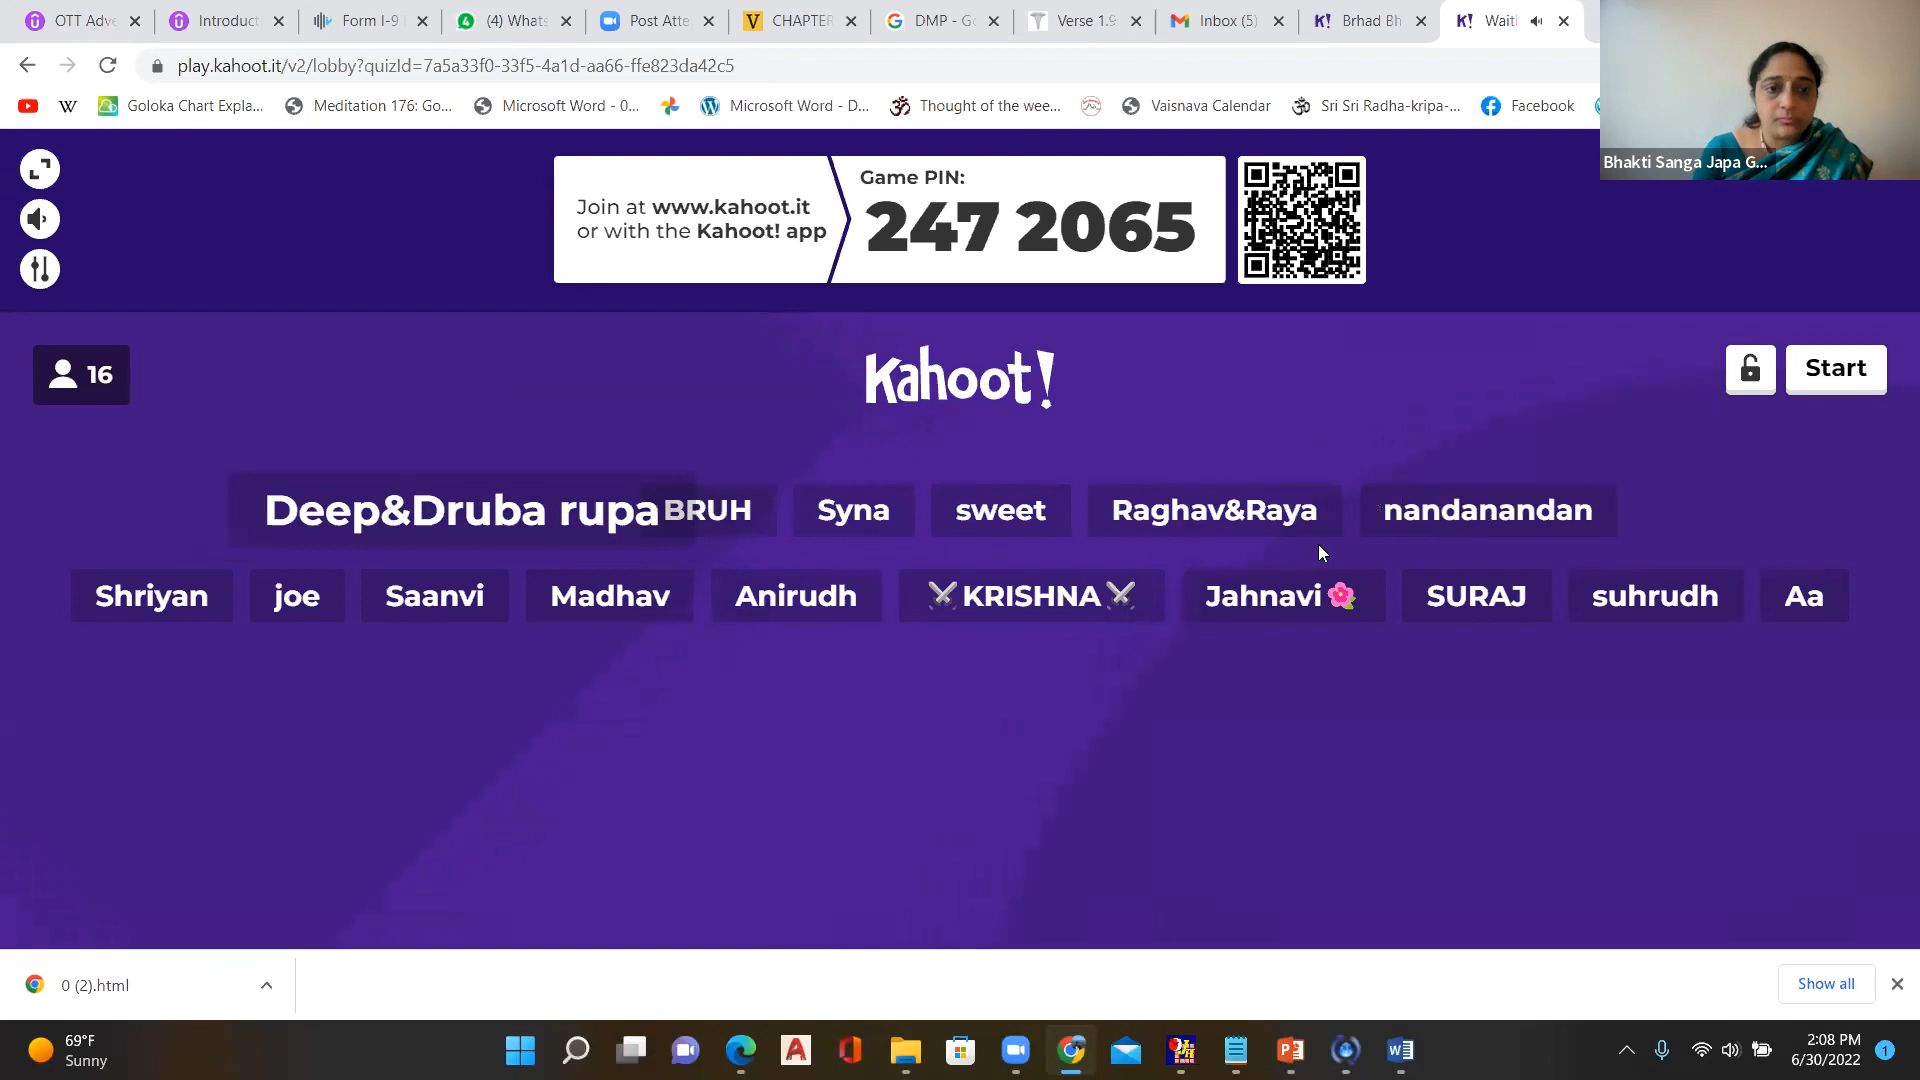 OTT Adve
Introduct
Form I-9
(4) Whats
Post Atte
CHAPTER
DMP - Go
Verse 1.9
Inbox (5)
Brhad Bh
Waiti
play.kahoot.it/v2/lobby?quizId=7a5a33f0-33f5-4a1d-aa66-ffe823da42c5
Goloka Chart Expla...
Meditation 176: Go...
Microsoft Word - 0...
Microsoft Word - D...
Thought of the wee...
Vaisnava Calendar
Sri Sri Radha-kripa-...
Facebook
Bhakti Sanga Japa G...
Join at www.kahoot.it
or with the Kahoot! app
Game PIN:
247 2065
16
Kahoot!
Start
Deep&Druba rupa
BRUH
Syna
sweet
Raghav&Raya
nandanandan
Shriyan
joe
Saanvi
Madhav
Anirudh
⚔KRISHNA⚔
Jahnavi🌺
SURAJ
suhrudh
Aa
0 (2).html
Show all
69°F
Sunny
2:08 PM
6/30/2022
1